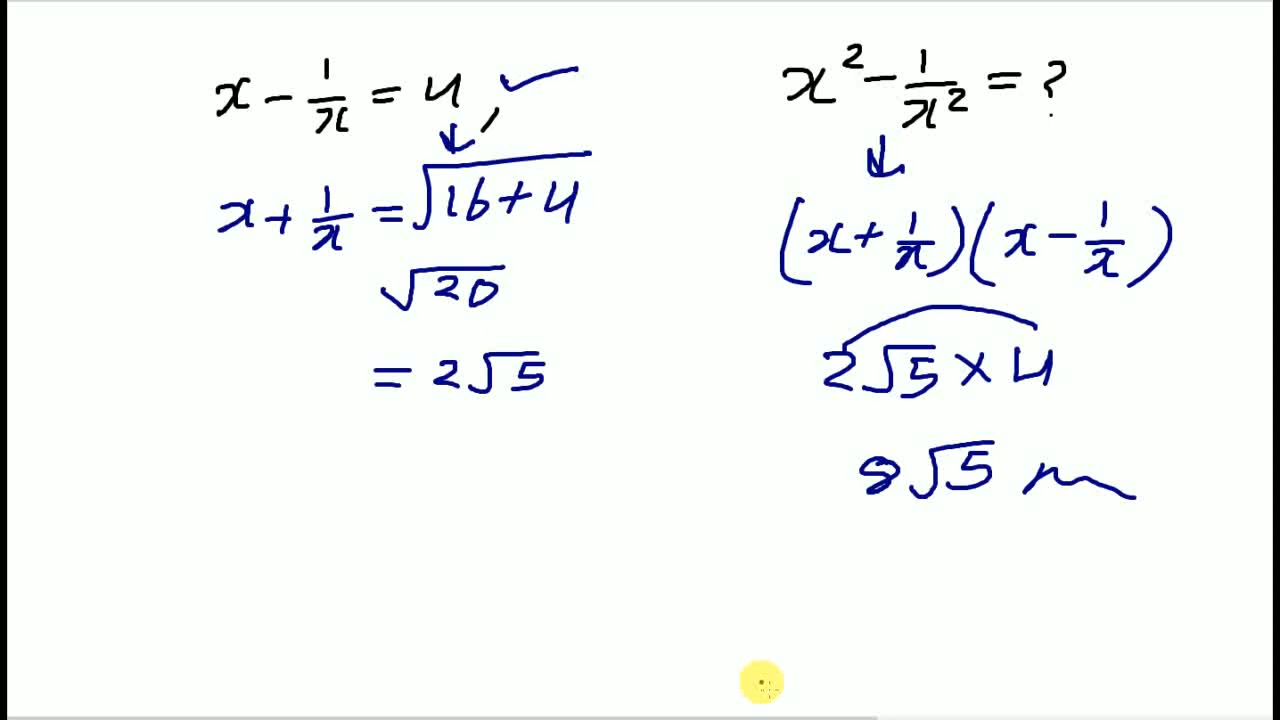 x - 1/x = 4,
x + 1/x = √(16+4)
√20
= 2√5
x² - 1/x² = ?
(x + 1/x)(x - 1/x)
2√5 × 4
8√5